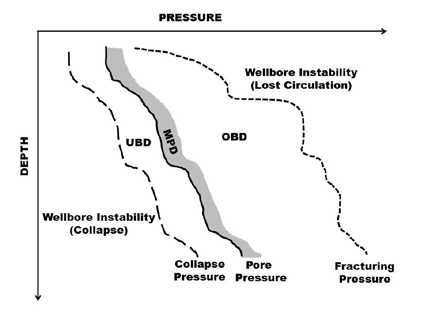 PRESSURE
Wellbore Instability
(Lost Circulation)
UBD
MPD
OBD
DEPTH
Wellbore Instability
(Collapse)
Collapse
Pressure
Pore
Pressure
Fracturing
Pressure